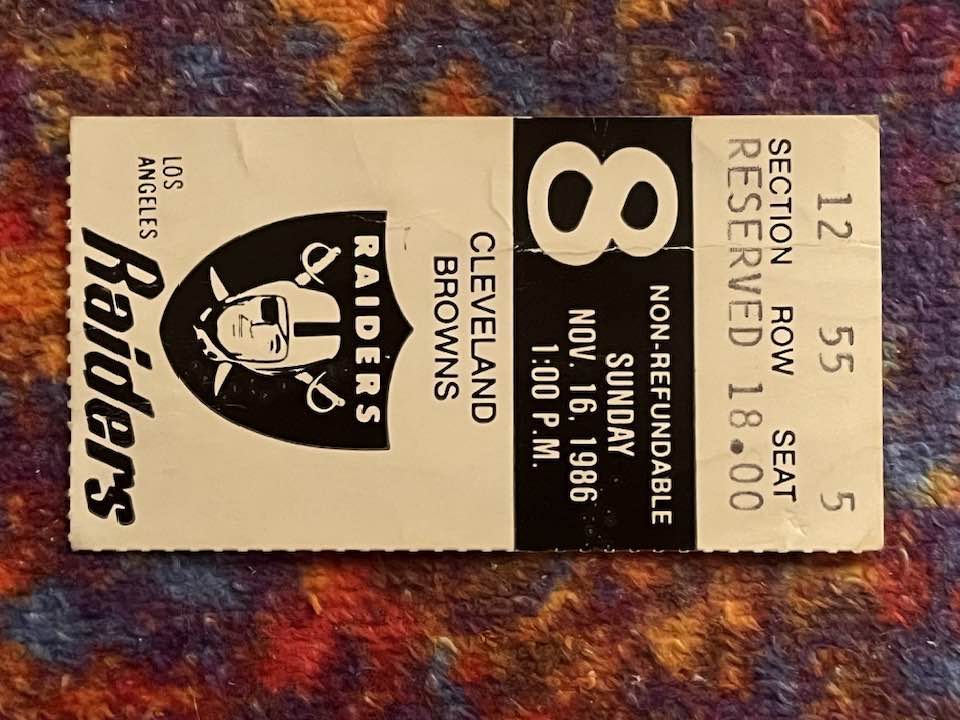 12 55 5
SECTION ROW SEAT
RESERVED 18.00
8
NON-REFUNDABLE
SUNDAY
NOV. 16, 1986
1:00 P.M.
CLEVELAND
BROWNS
RAIDERS
LOS
ANGELES
Raiders